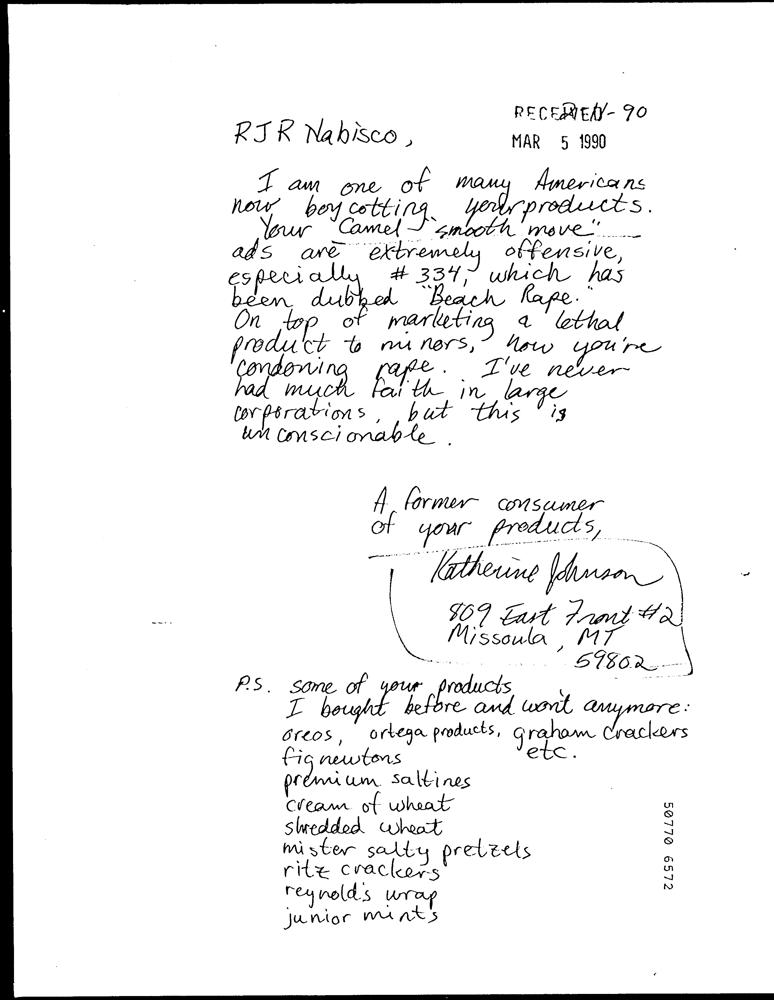 RECEIVED
MAR 5 1990
RJR Nabisco,
I am one of many Americans
now boycotting your products.
Your Camel "smooth move"
ads are extremely offensive,
especially #334, which has
been dubbed "Beach Rape."
On top of marketing a lethal
product to minors, now you're
condoning rape. I've never
had much faith in large
corporations, but this is
unconscionable.
A former consumer
of your products,
Katherine Johnson
809 East Front #2
Missoula, MT
59802
P.S. some of your products
I bought before and won't anymore:
oreos, ortega products, graham crackers
fig newtons etc.
premium saltines
cream of wheat
shredded wheat
mister salty pretzels
ritz crackers
reynold's wrap
junior mints
50770 6572